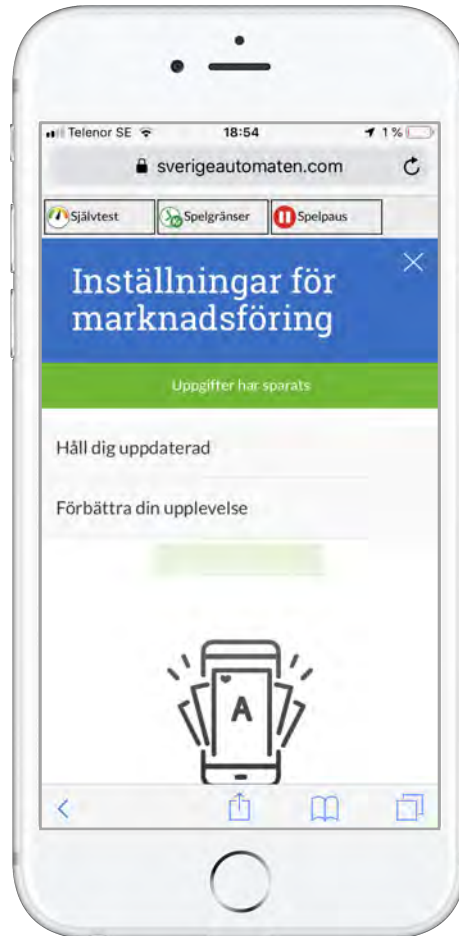 Telenor SE 18:54 1 %
sverigeautomaten.com
Självtest Spelgränser Spelpaus
Inställningar för
marknadsföring
Uppgifter har sparats
Håll dig uppdaterad
Förbättra din upplevelse
A